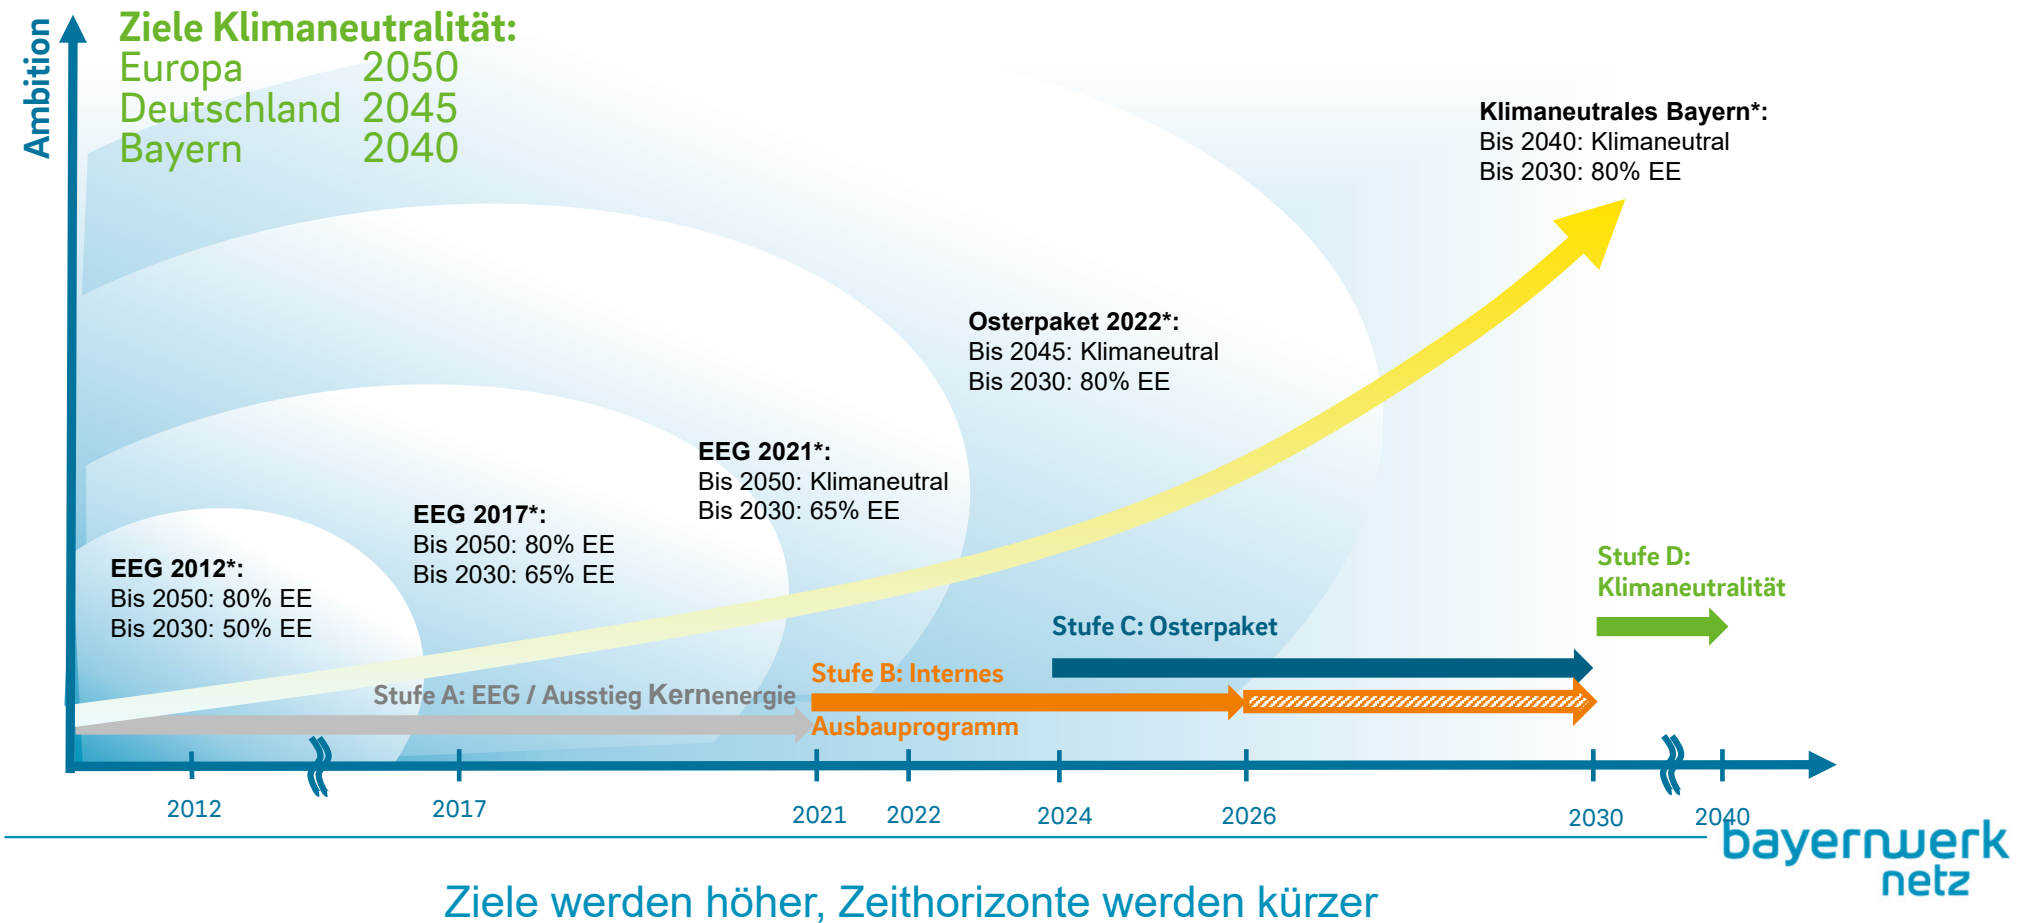 Ambition
Ziele Klimaneutralität:
Europa 2050
Deutschland 2045
Bayern 2040
Klimaneutrales Bayern*:
Bis 2040: Klimaneutral
Bis 2030: 80% EE
Osterpaket 2022*:
Bis 2045: Klimaneutral
Bis 2030: 80% EE
EEG 2021*:
Bis 2050: Klimaneutral
Bis 2030: 65% EE
EEG 2017*:
Bis 2050: 80% EE
Bis 2030: 65% EE
EEG 2012*:
Bis 2050: 80% EE
Bis 2030: 50% EE
Stufe D:
Klimaneutralität
Stufe C: Osterpaket
Stufe B: Internes
Ausbauprogramm
Stufe A: EEG / Ausstieg Kernenergie
2012 2017 2021 2022 2024 2026 2030 2040
bayernwerk
netz
Ziele werden höher, Zeithorizonte werden kürzer